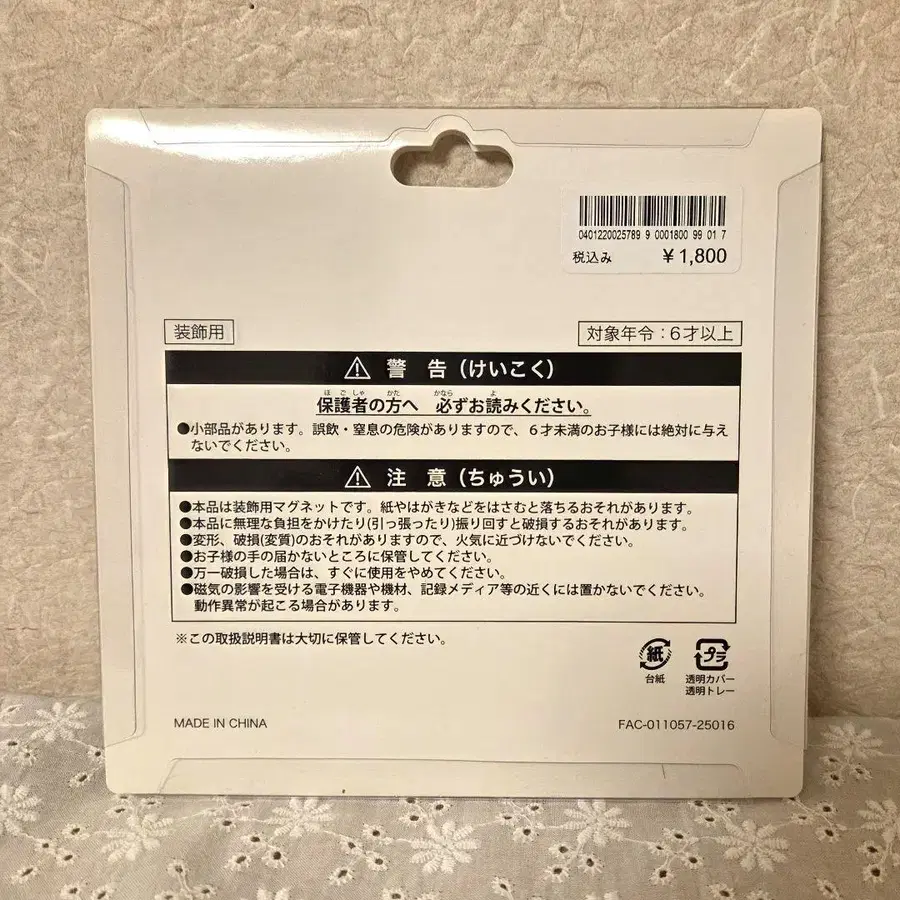 0401220025789 9 0001800 99 01 7
税込み ￥1,800
装飾用 対象年令：6才以上
⚠ 警 告（けいこく）
保護者の方へ 必ずお読みください。
●小部品があります。誤飲・窒息の危険がありますので、6才未満のお子様には絶対に与え
ないでください。
⚠ 注 意（ちゅうい）
●本品は装飾用マグネットです。紙やはがきなどをはさむと落ちるおそれがあります。
●本品に無理な負担をかけたり(引っ張ったり)振り回すと破損するおそれがあります。
●変形、破損(変質)のおそれがありますので、火気に近づけないでください。
●お子様の手の届かないところに保管してください。
●万一破損した場合は、すぐに使用をやめてください。
●磁気の影響を受ける電子機器や機材、記録メディア等の近くには置かないでください。
動作異常が起こる場合があります。
※この取扱説明書は大切に保管してください。
紙 プラ
台紙 透明カバー
透明トレー
MADE IN CHINA FAC-011057-25016